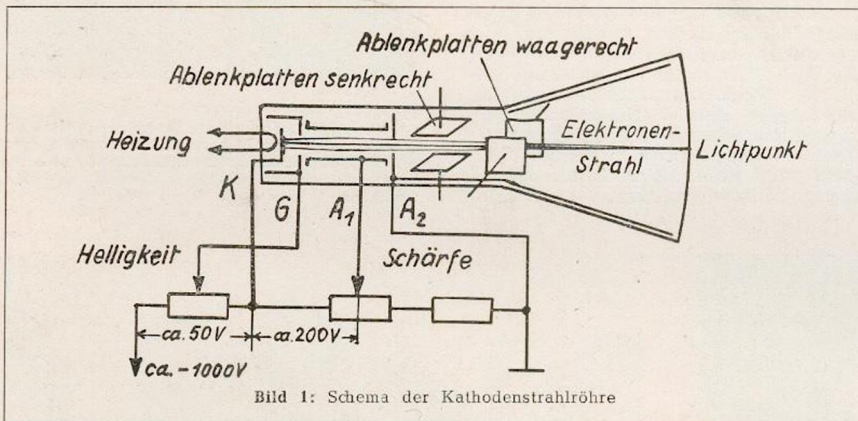 Ablenkplatten waagerecht
Ablenkplatten senkrecht
Heizung
Elektronen-
Strahl
Lichtpunkt
K
G
A1
A2
Helligkeit
Schärfe
ca. 50V
ca. 200V
ca. -1000V
Bild 1: Schema der Kathodenstrahlröhre